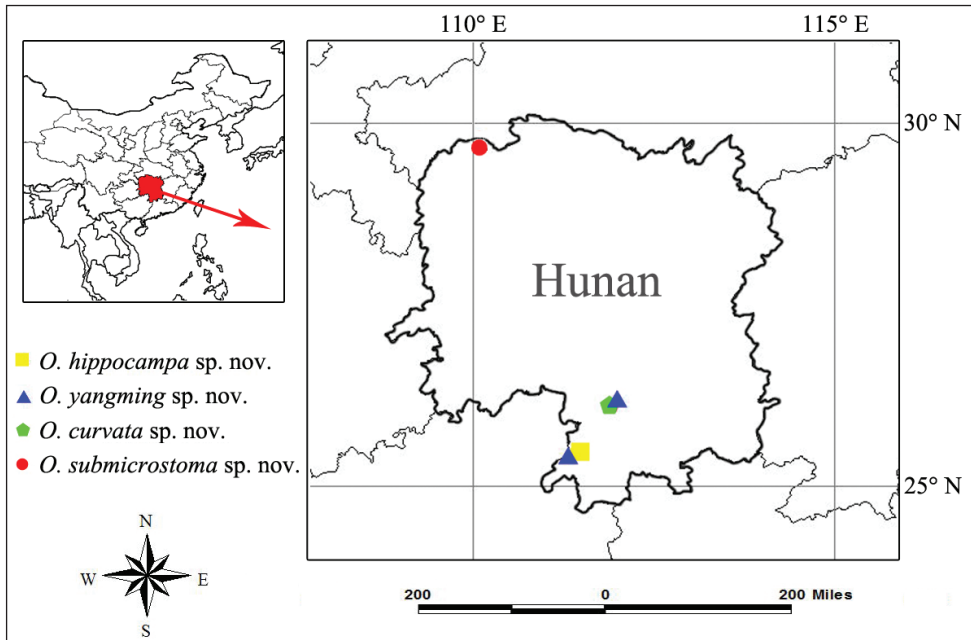 110° E 115° E
30° N
Hunan
O. hippocampa sp. nov.
O. yangming sp. nov.
O. curvata sp. nov.
O. submicrostoma sp. nov.
25° N
N
W E
S
200 0 200 Miles